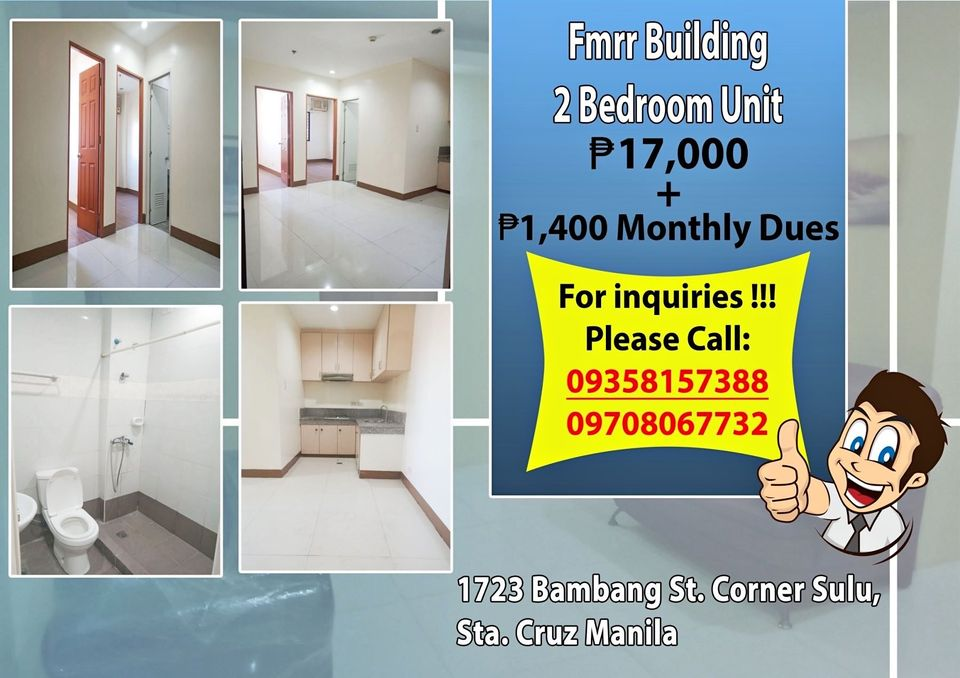 Fmrr Building
2 Bedroom Unit
₱17,000
+
₱1,400 Monthly Dues
For inquiries !!!
Please Call:
09358157388
09708067732
1723 Bambang St. Corner Sulu,
Sta. Cruz Manila